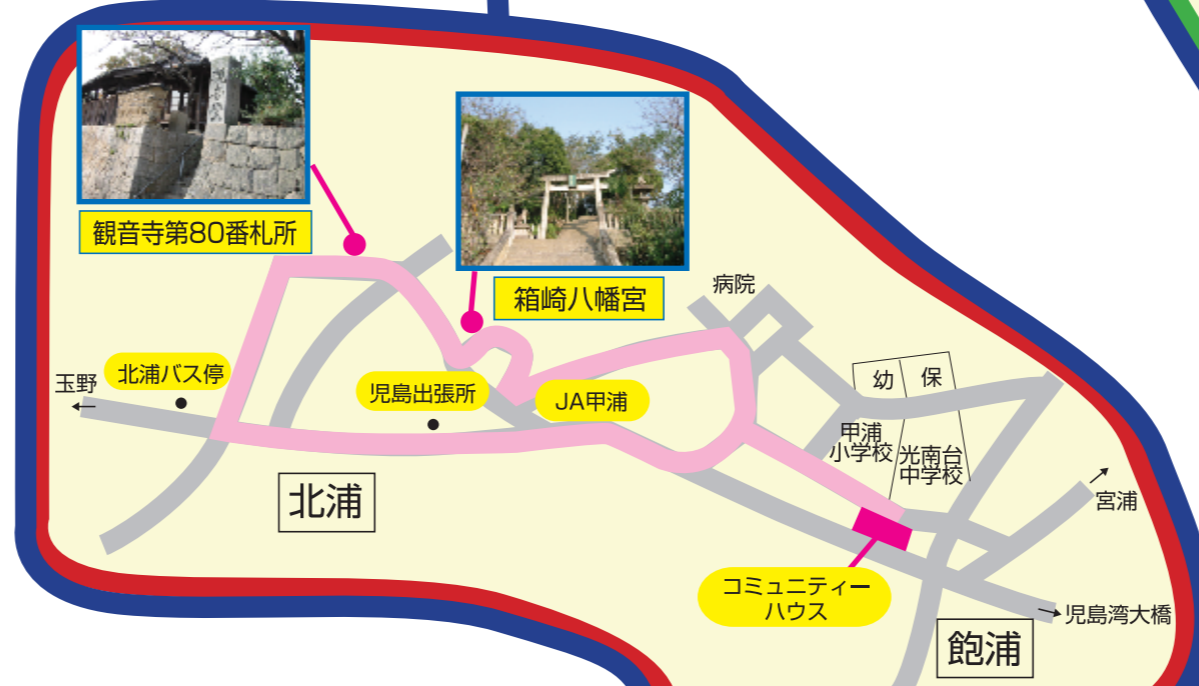 観音寺第80番札所
箱崎八幡宮
病院
玉野
北浦バス停
児島出張所
JA甲浦
幼
保
甲浦
小学校
光南台
中学校
北浦
宮浦
コミュニティー
ハウス
児島湾大橋
飽浦